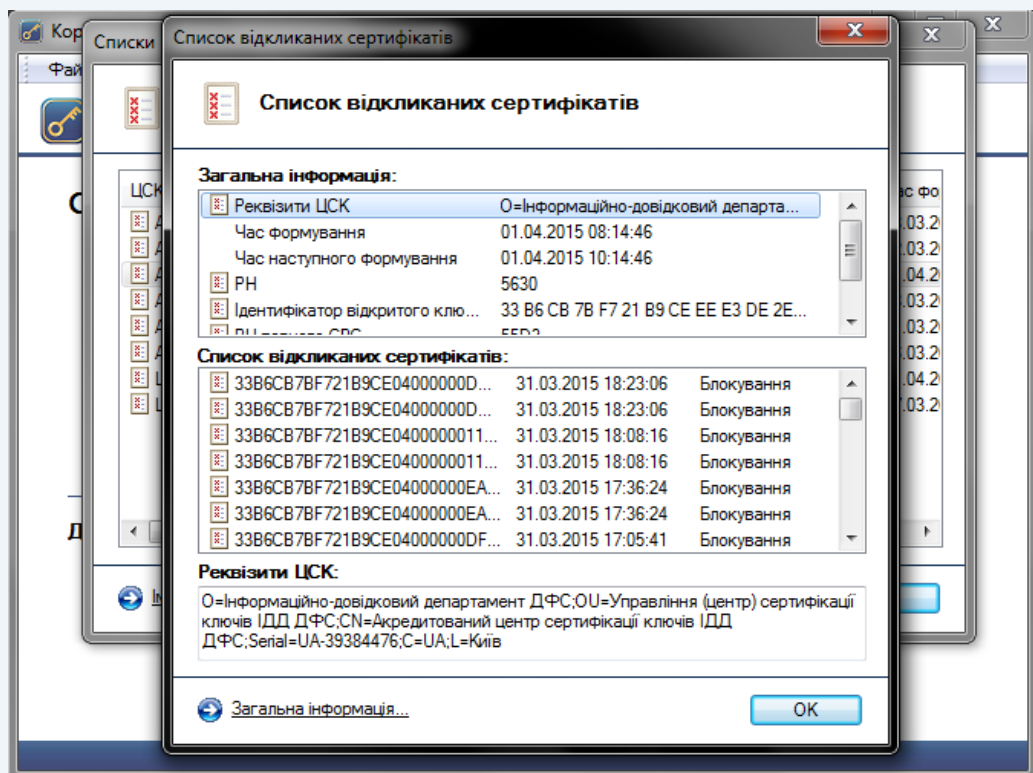 Список відкликаних сертифікатів
Списки
Список відкликаних сертифікатів
Загальна інформація:
Реквізити ЦСК О=Інформаційно-довідковий департа...
Час формування 01.04.2015 08:14:46
Час наступного формування 01.04.2015 10:14:46
РН 5630
Ідентифікатор відкритого клю... 33 B6 CB 7B F7 21 B9 CE EE E3 DE 2E...
Список відкликаних сертифікатів:
33B6CB7BF721B9CE04000000D... 31.03.2015 18:23:06 Блокування
33B6CB7BF721B9CE04000000D... 31.03.2015 18:23:06 Блокування
33B6CB7BF721B9CE0400000011... 31.03.2015 18:08:16 Блокування
33B6CB7BF721B9CE0400000011... 31.03.2015 18:08:16 Блокування
33B6CB7BF721B9CE04000000EA... 31.03.2015 17:36:24 Блокування
33B6CB7BF721B9CE04000000EA... 31.03.2015 17:36:24 Блокування
33B6CB7BF721B9CE04000000DF... 31.03.2015 17:05:41 Блокування
Реквізити ЦСК:
О=Інформаційно-довідковий департамент ДФС;OU=Управління (центр) сертифікації
ключів ІДД ДФС;CN=Акредитований центр сертифікації ключів ІДД
ДФС;Serial=UA-39384476;C=UA;L=Київ
Загальна інформація...
OK
ЦСК